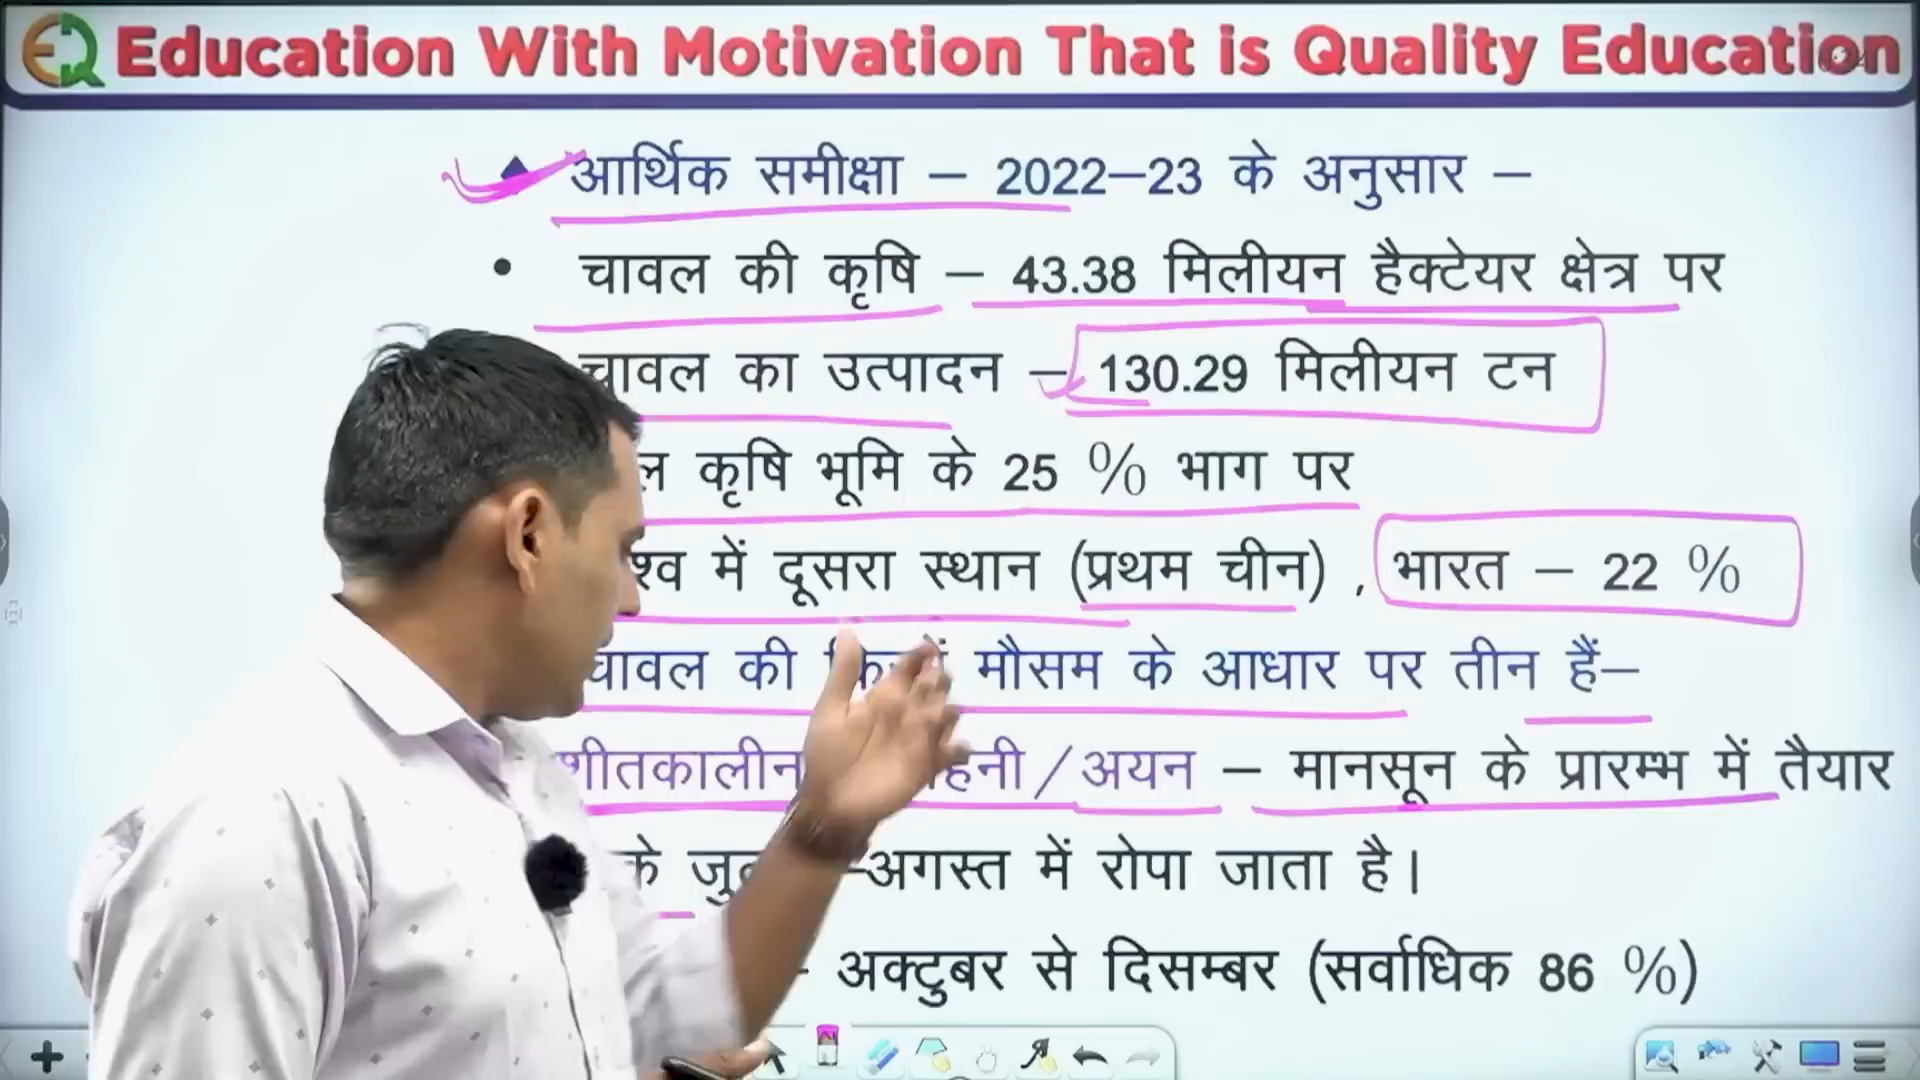 EQ Education With Motivation That is Quality Education
आर्थिक समीक्षा – 2022–23 के अनुसार –
• चावल की कृषि – 43.38 मिलीयन हैक्टेयर क्षेत्र पर
चावल का उत्पादन – 130.29 मिलीयन टन
कृषि भूमि के 25 % भाग पर
में दूसरा स्थान (प्रथम चीन) , भारत – 22 %
चावल की मौसम के आधार पर तीन हैं–
शीतकालीन /अयन – मानसून के प्रारम्भ में तैयार
के –अगस्त में रोपा जाता है।
– अक्टुबर से दिसम्बर (सर्वाधिक 86 %)